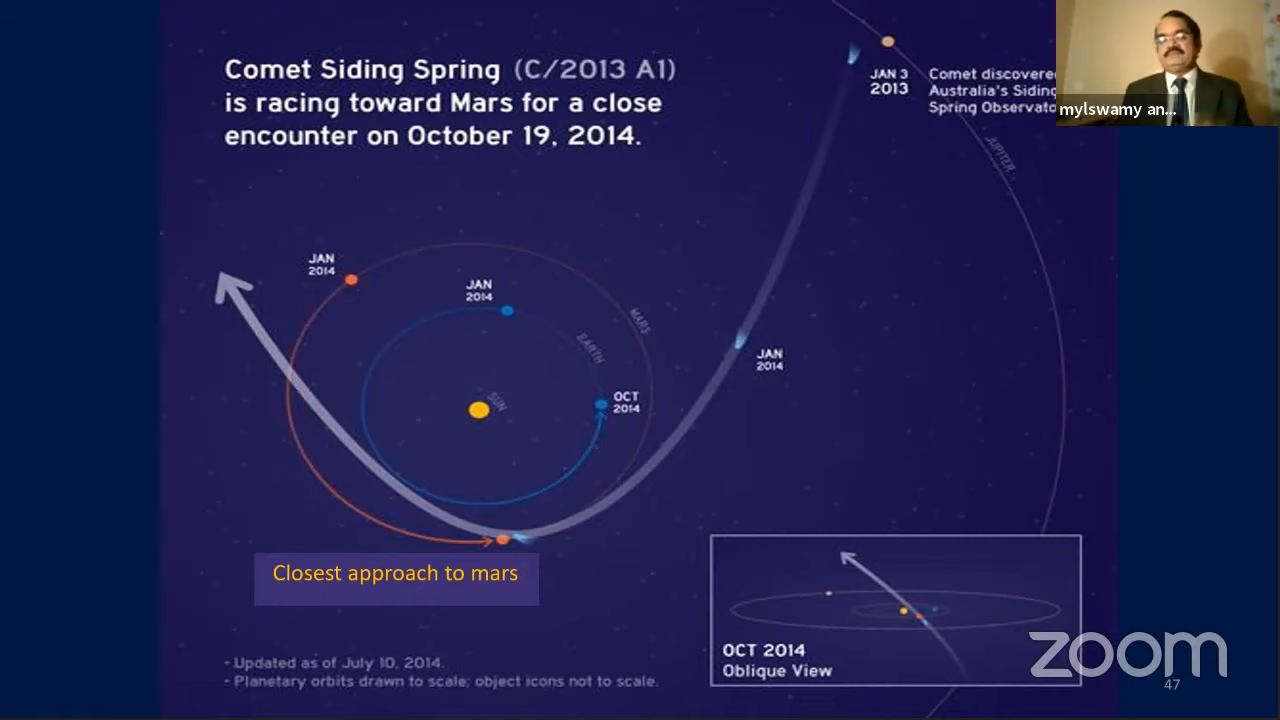 Comet Siding Spring (C/2013 A1)
is racing toward Mars for a close
encounter on October 19, 2014.
JAN 3
2013
Comet discovere
Australia's Siding
Spring Observato
mylswamy an...
JUPITER
JAN
2014
JAN
2014
MARS
EARTH
JAN
2014
SUN
OCT
2014
Closest approach to mars
OCT 2014
Oblique View
- Updated as of July 10, 2014.
- Planetary orbits drawn to scale; object icons not to scale.
zoom
47